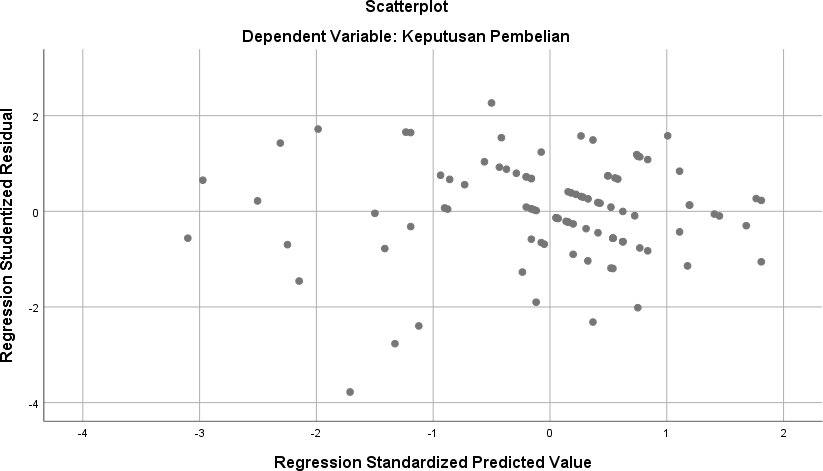 Scatterplot
Dependent Variable: Keputusan Pembelian
Regression Studentized Residual
2
0
-2
-4
-4 -3 -2 -1 0 1 2
Regression Standardized Predicted Value